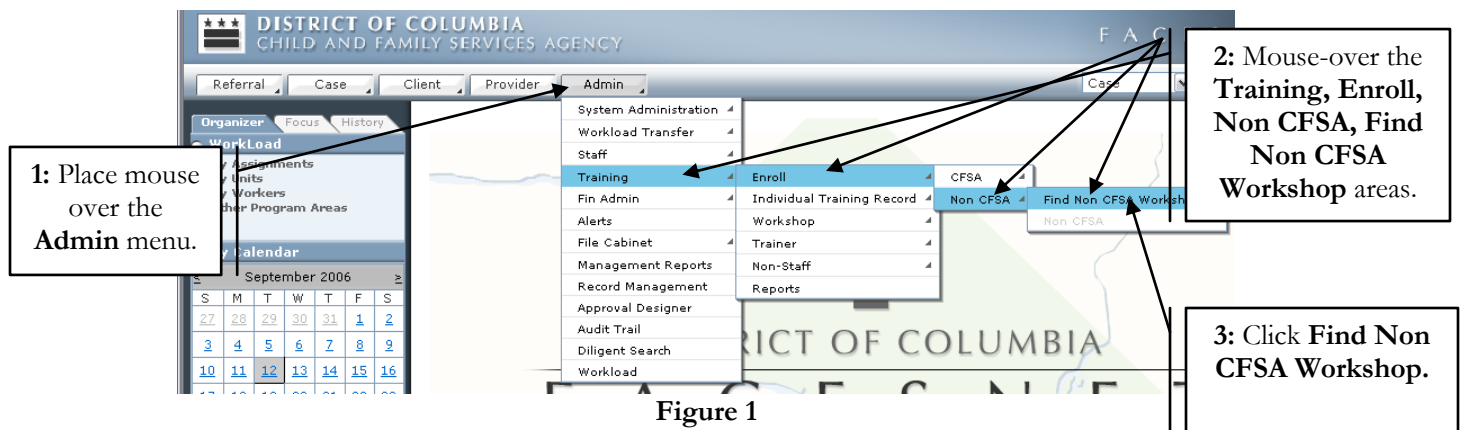 DISTRICT OF COLUMBIA
CHILD AND FAMILY SERVICES AGENCY
F A C
Referral
Case
Client
Provider
Admin
Case
Organizer
Focus
History
WorkLoad
Assignments
Units
Workers
Other Program Areas
Calendar
< September 2006 >
S M T W T F S
27 28 29 30 31 1 2
3 4 5 6 7 8 9
10 11 12 13 14 15 16
System Administration
Workload Transfer
Staff
Training
Fin Admin
Alerts
File Cabinet
Management Reports
Record Management
Approval Designer
Audit Trail
Diligent Search
Workload
Enroll
Individual Training Record
Workshop
Trainer
Non-Staff
Reports
CFSA
Non CFSA
Find Non CFSA Worksh
Non CFSA
RICT OF COLUMBIA
1: Place mouse
over the
Admin menu.
2: Mouse-over the
Training, Enroll,
Non CFSA, Find
Non CFSA
Workshop areas.
3: Click Find Non
CFSA Workshop.
Figure 1